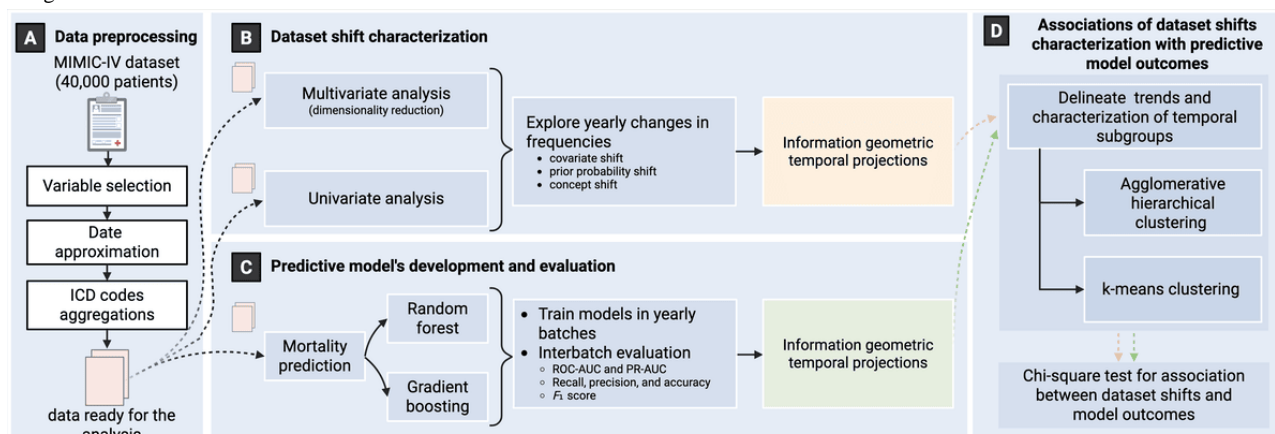 A Data preprocessing
MIMIC-IV dataset
(40,000 patients)
Variable selection
Date
approximation
ICD codes
aggregations
data ready for the
B Dataset shift characterization
Multivariate analysis
(dimensionality reduction)
Univariate analysis
Explore yearly changes in
frequencies
• covariate shift
• prior probability shift
• concept shift
Information geometric
temporal projections
C Predictive model's development and evaluation
Mortality
prediction
Random
forest
Gradient
boosting
• Train models in yearly
batches
• Interbatch evaluation
○ ROC-AUC and PR-AUC
○ Recall, precision, and accuracy
○ F₁ score
Information geometric
temporal projections
D Associations of dataset shifts
characterization with predictive
model outcomes
Delineate trends and
characterization of temporal
subgroups
Agglomerative
hierarchical
clustering
k-means clustering
Chi-square test for association
between dataset shifts and
model outcomes